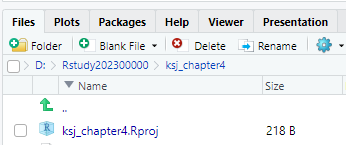 Files Plots Packages Help Viewer Presentation
Folder Blank File Delete Rename
D: Rstudy202300000 ksj_chapter4
Name Size
..
ksj_chapter4.Rproj 218 B